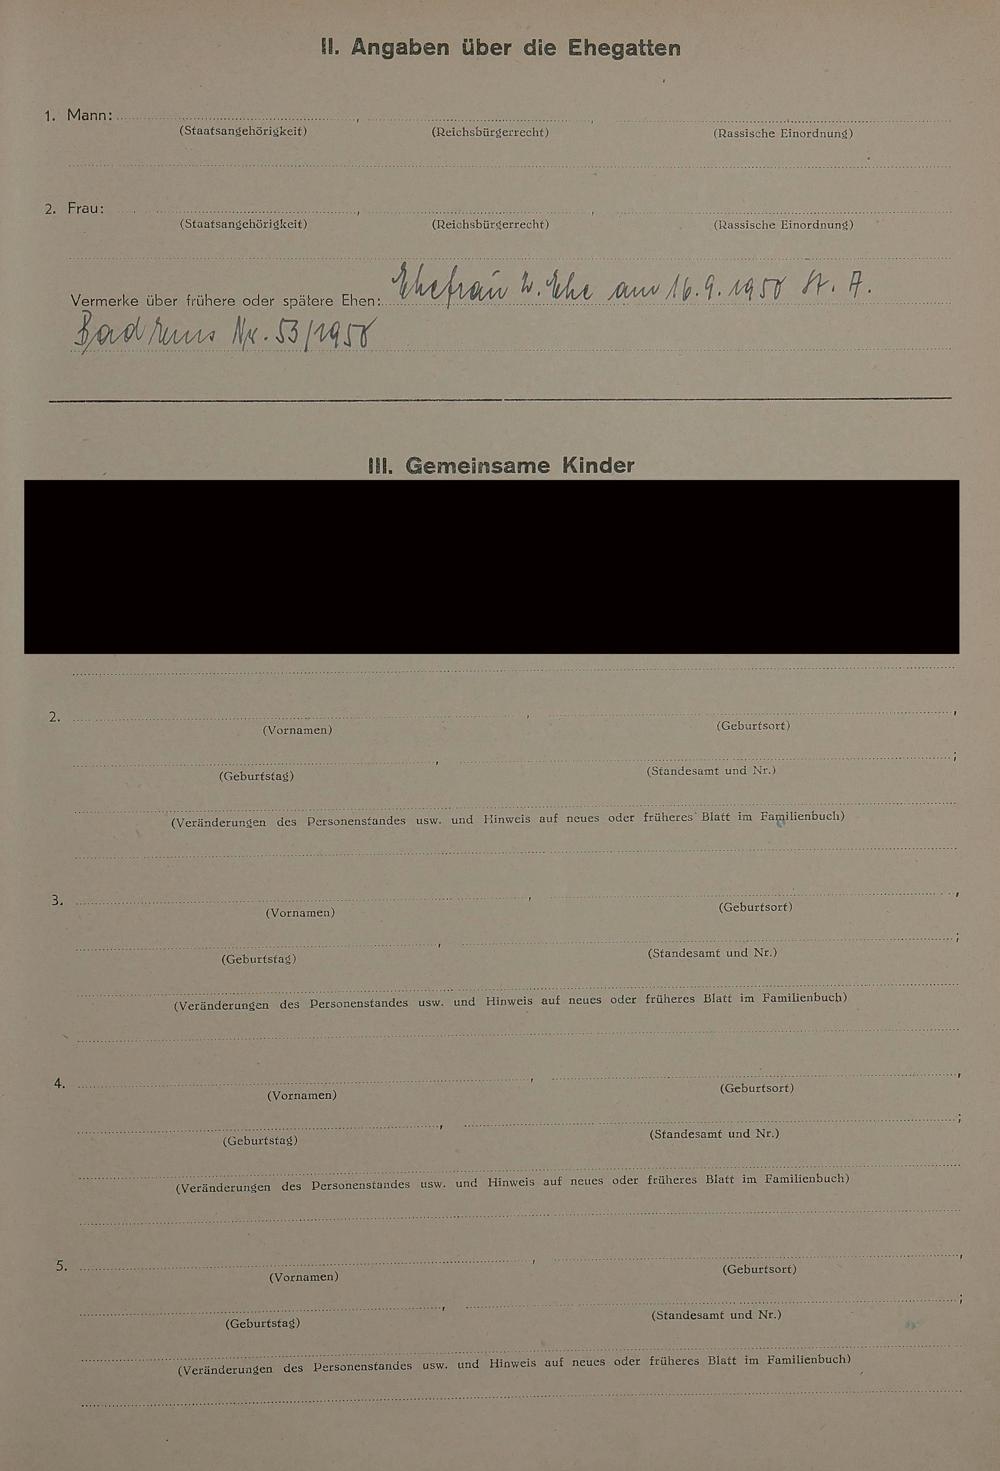 II. Angaben über die Ehegatten
1. Mann: , ,
(Staatsangehörigkeit) (Reichsbürgerrecht) (Rassische Einordnung)
2. Frau: , ,
(Staatsangehörigkeit) (Reichsbürgerrecht) (Rassische Einordnung)
Vermerke über frühere oder spätere Ehen: Ehefrau 2. Ehe am 16.9.1958 St. A.
Bad Ems Nr. 53/1958
III. Gemeinsame Kinder
2. , ,
(Vornamen) (Geburtsort)
, ;
(Geburtstag) (Standesamt und Nr.)
(Veränderungen des Personenstandes usw. und Hinweis auf neues oder früheres Blatt im Familienbuch)
3. , ,
(Vornamen) (Geburtsort)
, ;
(Geburtstag) (Standesamt und Nr.)
(Veränderungen des Personenstandes usw. und Hinweis auf neues oder früheres Blatt im Familienbuch)
4. , ,
(Vornamen) (Geburtsort)
, ;
(Geburtstag) (Standesamt und Nr.)
(Veränderungen des Personenstandes usw. und Hinweis auf neues oder früheres Blatt im Familienbuch)
5. , ,
(Vornamen) (Geburtsort)
, ;
(Geburtstag) (Standesamt und Nr.)
(Veränderungen des Personenstandes usw. und Hinweis auf neues oder früheres Blatt im Familienbuch)